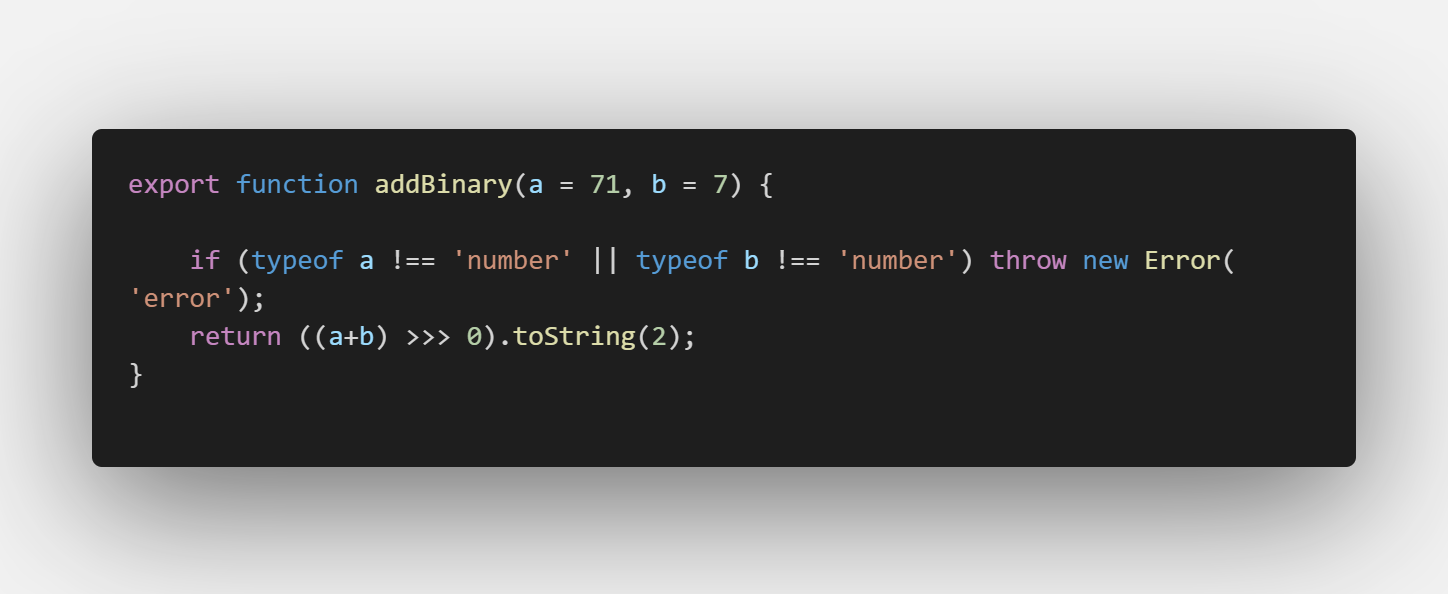 export function addBinary(a = 71, b = 7) {
if (typeof a !== 'number' || typeof b !== 'number') throw new Error(
'error');
return ((a+b) >>> 0).toString(2);
}